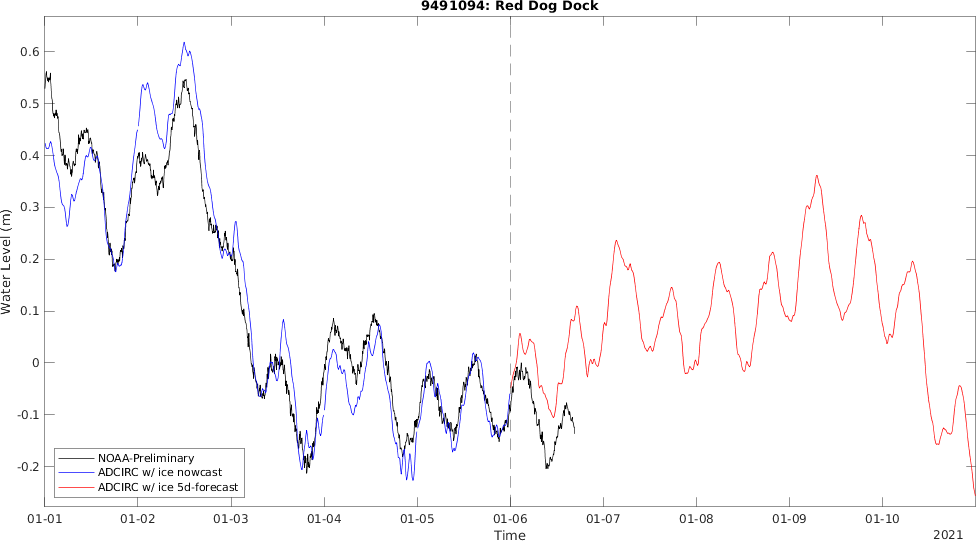 9491094: Red Dog Dock
Water Level (m)
0.6
0.5
0.4
0.3
0.2
0.1
0
-0.1
-0.2
NOAA-Preliminary
ADCIRC w/ ice nowcast
ADCIRC w/ ice 5d-forecast
01-01 01-02 01-03 01-04 01-05 01-06 01-07 01-08 01-09 01-10
Time
2021